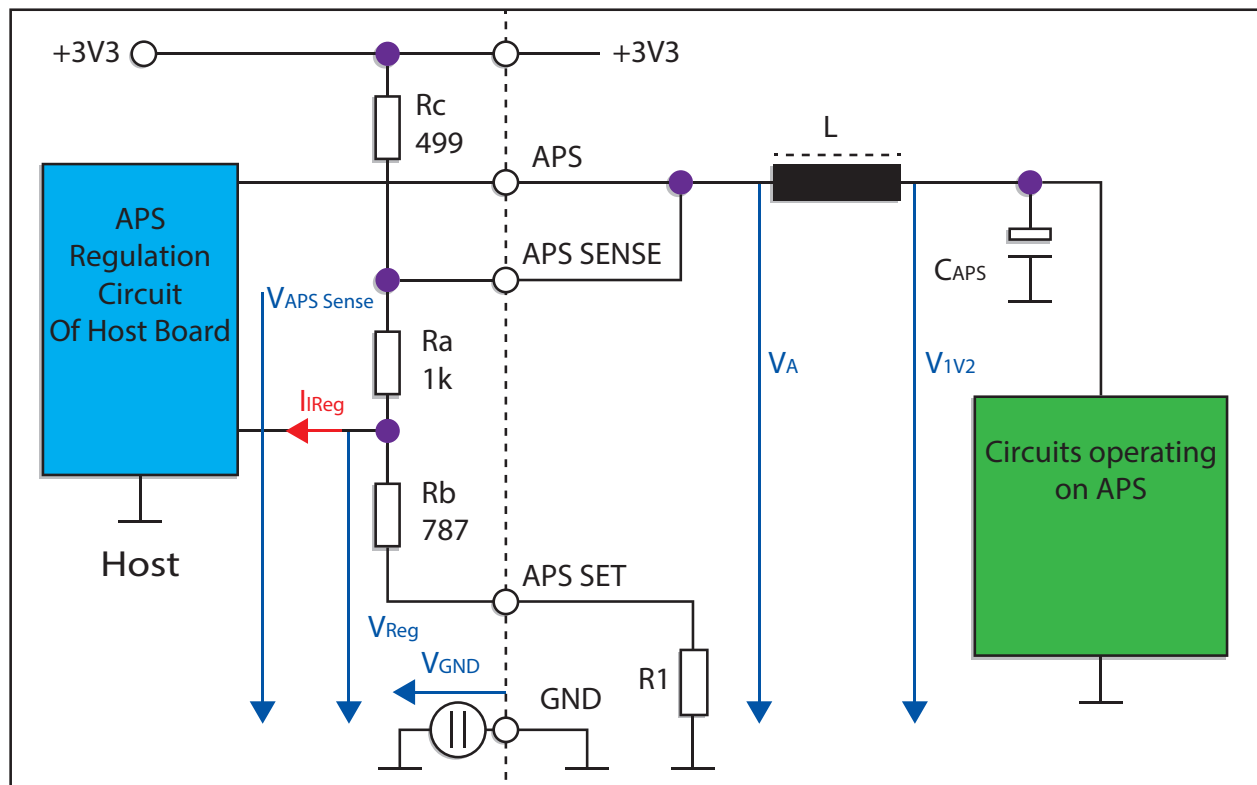 +3V3
+3V3
Rc
499
APS
L
APS
Regulation
Circuit
Of Host Board
APS SENSE
CAPS
VAPS Sense
Ra
1k
VA
V1V2
IIReg
Circuits operating
on APS
Rb
787
Host
APS SET
VReg
VGND
R1
GND